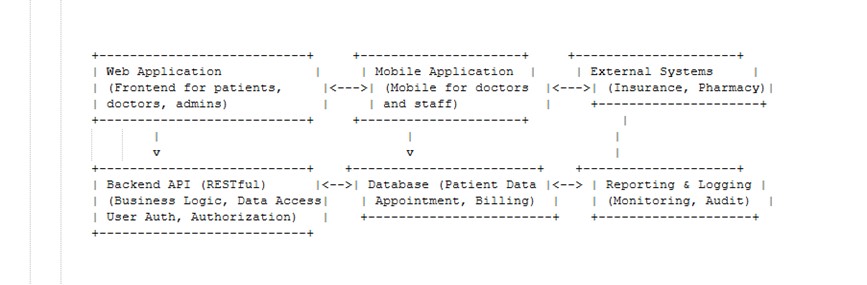 +---------------------------+     +---------------------+     +---------------------+
| Web Application            |     | Mobile Application  |     | External Systems     |
| (Frontend for patients,     |<--->| (Mobile for doctors  |<--->| (Insurance, Pharmacy)|
| doctors, admins)            |     | and staff)           |     +---------------------+
+---------------------------+     +---------------------+            |
        |                                |                          |
        v                                v                          |
+---------------------------+    +------------------------+    +--------------------+
| Backend API (RESTful)      |<-->| Database (Patient Data |<--> | Reporting & Logging |
| (Business Logic, Data Access|    | Appointment, Billing)  |    | (Monitoring, Audit)  |
| User Auth, Authorization)   |    +------------------------+    +--------------------+
+---------------------------+